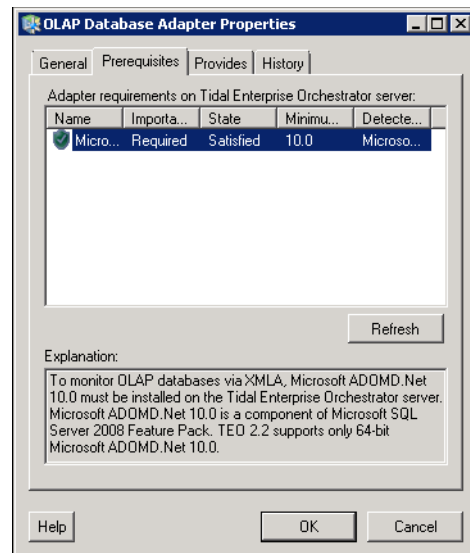 OLAP Database Adapter Properties
General Prerequisites Provides History
Adapter requirements on Tidal Enterprise Orchestrator server:
Name Importa... State Minimu... Detecte...
Micro... Required Satisfied 10.0 Microso...
Refresh
Explanation:
To monitor OLAP databases via XMLA, Microsoft ADOMD.Net
10.0 must be installed on the Tidal Enterprise Orchestrator server.
Microsoft ADOMD.Net 10.0 is a component of Microsoft SQL
Server 2008 Feature Pack. TEO 2.2 supports only 64-bit
Microsoft ADOMD.Net 10.0.
Help OK Cancel